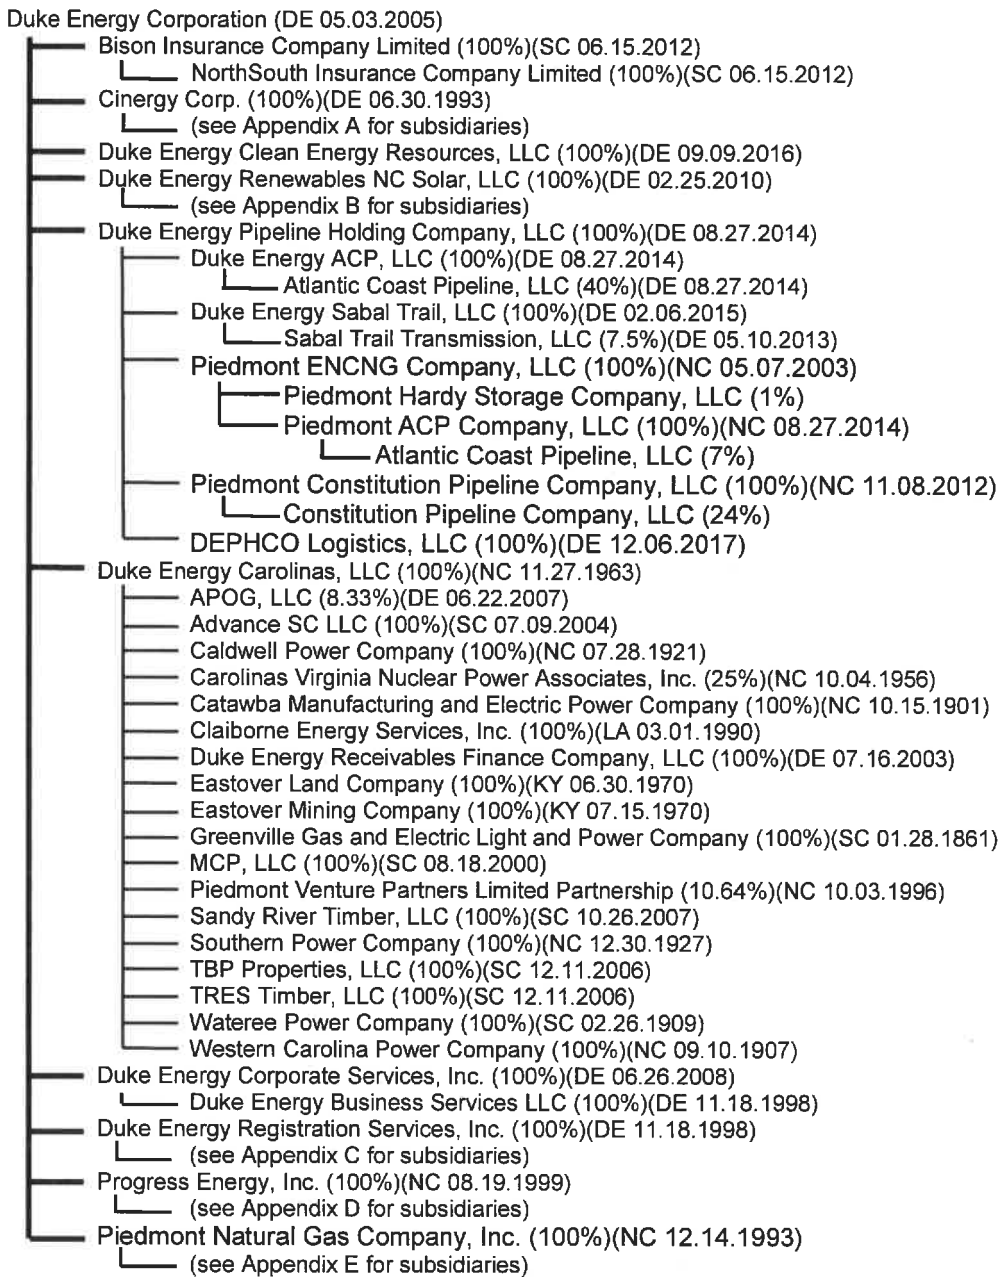 Duke Energy Corporation (DE 05.03.2005)
Bison Insurance Company Limited (100%)(SC 06.15.2012)
NorthSouth Insurance Company Limited (100%)(SC 06.15.2012)
Cinergy Corp. (100%)(DE 06.30.1993)
(see Appendix A for subsidiaries)
Duke Energy Clean Energy Resources, LLC (100%)(DE 09.09.2016)
Duke Energy Renewables NC Solar, LLC (100%)(DE 02.25.2010)
(see Appendix B for subsidiaries)
Duke Energy Pipeline Holding Company, LLC (100%)(DE 08.27.2014)
Duke Energy ACP, LLC (100%)(DE 08.27.2014)
Atlantic Coast Pipeline, LLC (40%)(DE 08.27.2014)
Duke Energy Sabal Trail, LLC (100%)(DE 02.06.2015)
Sabal Trail Transmission, LLC (7.5%)(DE 05.10.2013)
Piedmont ENCNG Company, LLC (100%)(NC 05.07.2003)
Piedmont Hardy Storage Company, LLC (1%)
Piedmont ACP Company, LLC (100%)(NC 08.27.2014)
Atlantic Coast Pipeline, LLC (7%)
Piedmont Constitution Pipeline Company, LLC (100%)(NC 11.08.2012)
Constitution Pipeline Company, LLC (24%)
DEPHCO Logistics, LLC (100%)(DE 12.06.2017)
Duke Energy Carolinas, LLC (100%)(NC 11.27.1963)
APOG, LLC (8.33%)(DE 06.22.2007)
Advance SC LLC (100%)(SC 07.09.2004)
Caldwell Power Company (100%)(NC 07.28.1921)
Carolinas Virginia Nuclear Power Associates, Inc. (25%)(NC 10.04.1956)
Catawba Manufacturing and Electric Power Company (100%)(NC 10.15.1901)
Claiborne Energy Services, Inc. (100%)(LA 03.01.1990)
Duke Energy Receivables Finance Company, LLC (100%)(DE 07.16.2003)
Eastover Land Company (100%)(KY 06.30.1970)
Eastover Mining Company (100%)(KY 07.15.1970)
Greenville Gas and Electric Light and Power Company (100%)(SC 01.28.1861)
MCP, LLC (100%)(SC 08.18.2000)
Piedmont Venture Partners Limited Partnership (10.64%)(NC 10.03.1996)
Sandy River Timber, LLC (100%)(SC 10.26.2007)
Southern Power Company (100%)(NC 12.30.1927)
TBP Properties, LLC (100%)(SC 12.11.2006)
TRES Timber, LLC (100%)(SC 12.11.2006)
Wateree Power Company (100%)(SC 02.26.1909)
Western Carolina Power Company (100%)(NC 09.10.1907)
Duke Energy Corporate Services, Inc. (100%)(DE 06.26.2008)
Duke Energy Business Services LLC (100%)(DE 11.18.1998)
Duke Energy Registration Services, Inc. (100%)(DE 11.18.1998)
(see Appendix C for subsidiaries)
Progress Energy, Inc. (100%)(NC 08.19.1999)
(see Appendix D for subsidiaries)
Piedmont Natural Gas Company, Inc. (100%)(NC 12.14.1993)
(see Appendix E for subsidiaries)